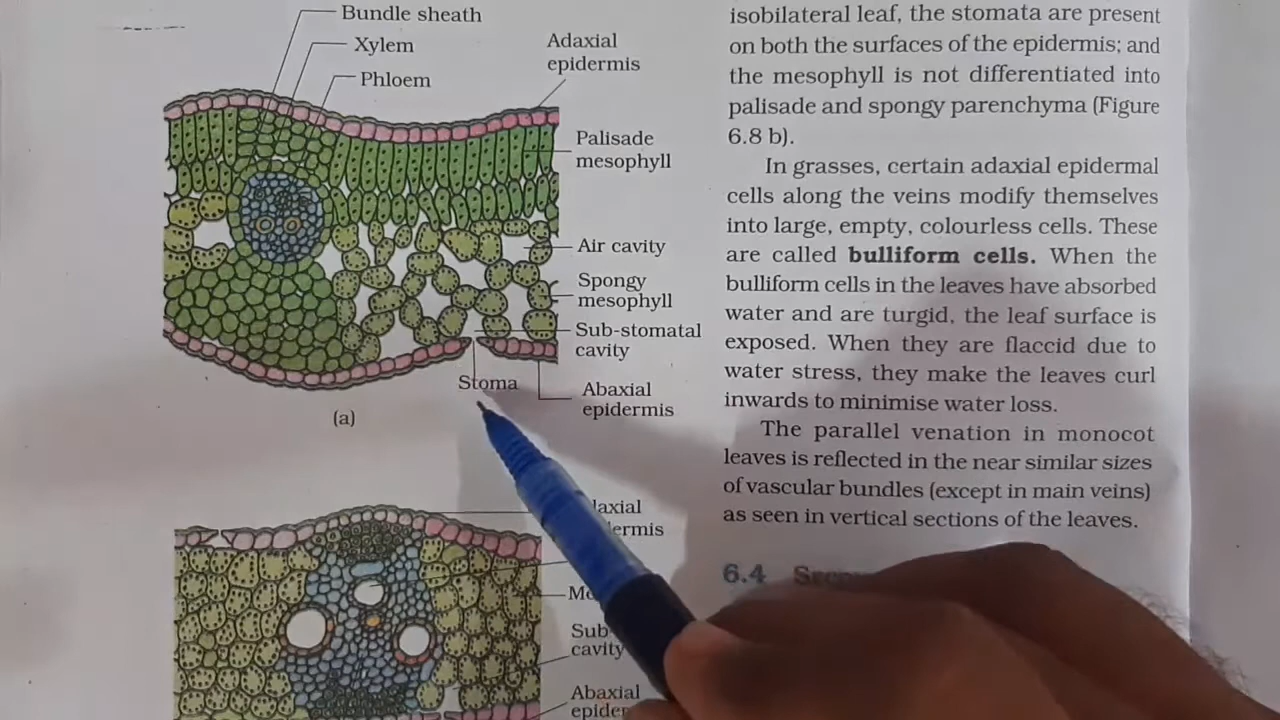 Bundle sheath
Xylem
Phloem
Adaxial
epidermis
Palisade
mesophyll
Air cavity
Spongy
mesophyll
Sub-stomatal
cavity
Stoma
Abaxial
epidermis
(a)
cavity
Abaxial
isobilateral leaf, the stomata are present
on both the surfaces of the epidermis; and
the mesophyll is not differentiated into
palisade and spongy parenchyma (Figure
6.8 b).
In grasses, certain adaxial epidermal
cells along the veins modify themselves
into large, empty, colourless cells. These
are called bulliform cells. When the
bulliform cells in the leaves have absorbed
water and are turgid, the leaf surface is
exposed. When they are flaccid due to
water stress, they make the leaves curl
inwards to minimise water loss.
The parallel venation in monocot
leaves is reflected in the near similar sizes
of vascular bundles (except in main veins)
as seen in vertical sections of the leaves.
6.4